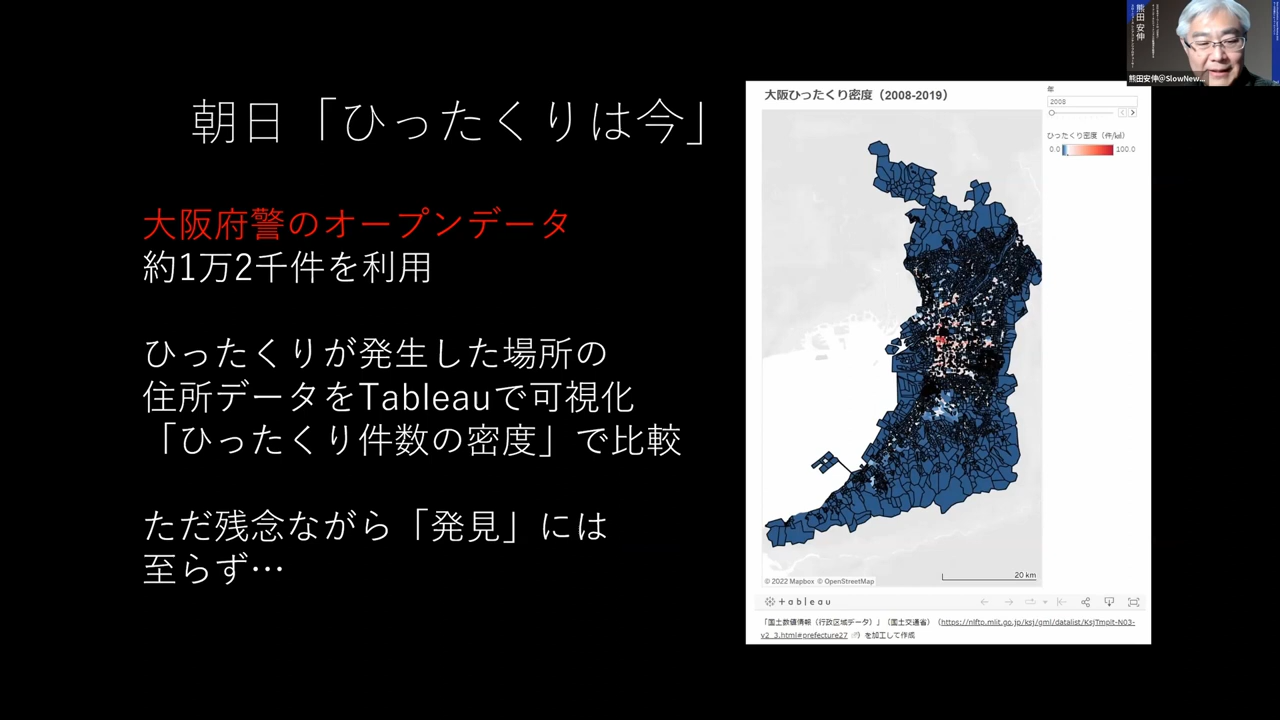 朝日「ひったくりは今」
大阪府警のオープンデータ
約1万2千件を利用
ひったくりが発生した場所の
住所データをTableauで可視化
「ひったくり件数の密度」で比較
ただ残念ながら「発見」には
至らず…
大阪ひったくり密度（2008-2019）
年
2008
ひったくり密度（件/㎢）
0.0
100.0
20 km
© 2022 Mapbox © OpenStreetMap
+ a b l e a u
「国土数値情報（行政区域データ）」（国土交通省）（https://nlftp.mlit.go.jp/ksj/gml/datalist/KsjTmplt-N03-
v2_3.html#prefecture27 ）を加工して作成
熊田 安伸
熊田安伸@SlowNew...